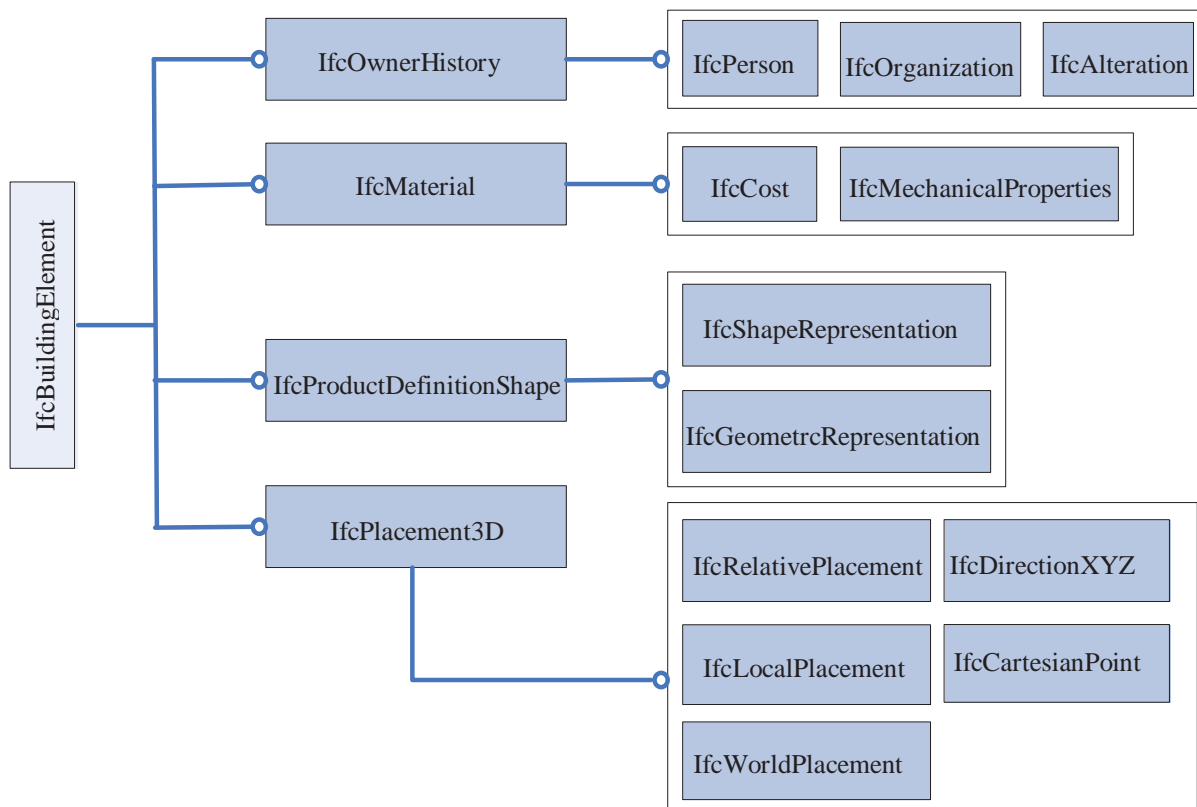 IfcBuildingElement
IfcOwnerHistory
IfcPerson
IfcOrganization
IfcAlteration
IfcMaterial
IfcCost
IfcMechanicalProperties
IfcProductDefinitionShape
IfcShapeRepresentation
IfcGeometrcRepresentation
IfcPlacement3D
IfcRelativePlacement
IfcDirectionXYZ
IfcLocalPlacement
IfcCartesianPoint
IfcWorldPlacement